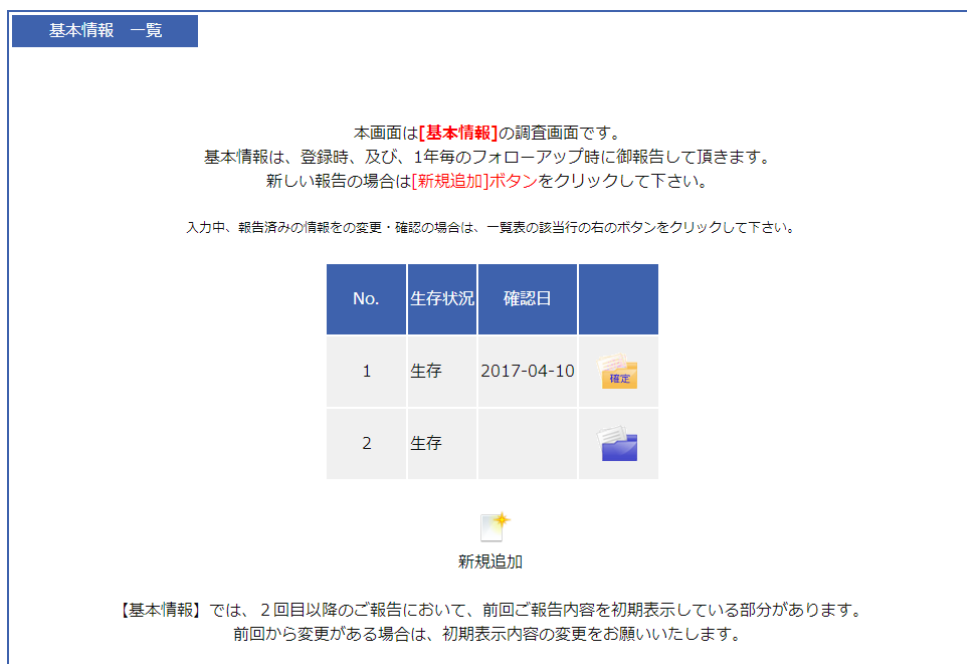 基本情報　一覧
本画面は[基本情報]の調査画面です。
基本情報は、登録時、及び、1年毎のフォローアップ時に御報告して頂きます。
新しい報告の場合は[新規追加]ボタンをクリックして下さい。
入力中、報告済みの情報をの変更・確認の場合は、一覧表の該当行の右のボタンをクリックして下さい。
No. 生存状況 確認日
1 生存 2017-04-10 確定
2 生存
新規追加
【基本情報】では、２回目以降のご報告において、前回ご報告内容を初期表示している部分があります。
前回から変更がある場合は、初期表示内容の変更をお願いいたします。